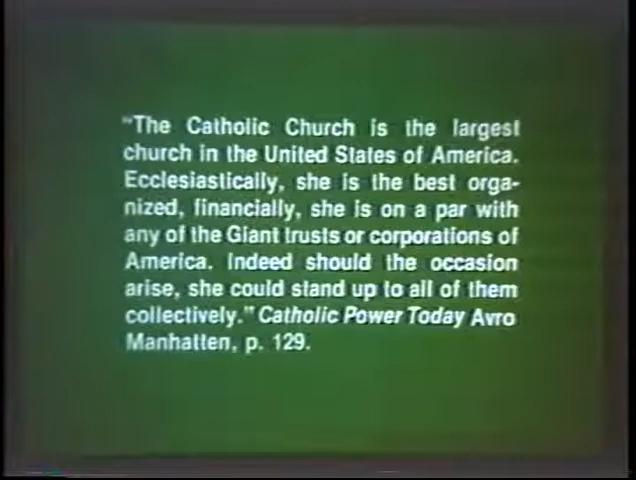 "The Catholic Church is the largest
church in the United States of America.
Ecclesiastically, she is the best orga-
nized, financially, she is on a par with
any of the Giant trusts or corporations of
America. Indeed should the occasion
arise, she could stand up to all of them
collectively." Catholic Power Today Avro
Manhatten, p. 129.